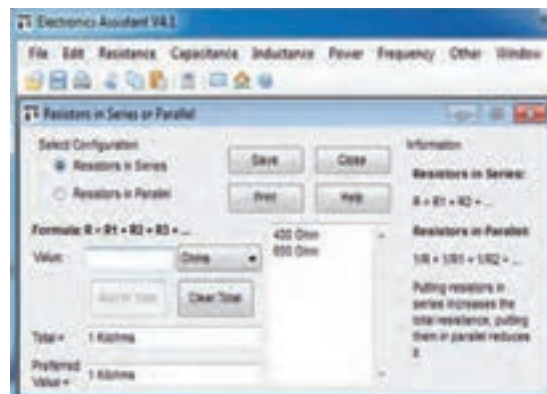 Electronics Assistant V4.1
File Edit Resistance Capacitance Inductance Power Frequency Other Window
Resistors in Series or Parallel
Select Configuration
Resistors in Series
Resistors in Parallel
Save Close
Print Help
Formula: R = R1 + R2 + R3 + ...
Value: Ohms
Add to Total Clear Total
Total = 1 Kilohms
Preferred Value = 1 Kilohms
400 Ohm
600 Ohm
Information
Resistors in Series:
R = R1 + R2 + ...
Resistors in Parallel:
1/R = 1/R1 + 1/R2 + ...
Putting resistors in
series increases the
total resistance, putting
them in parallel reduces
it